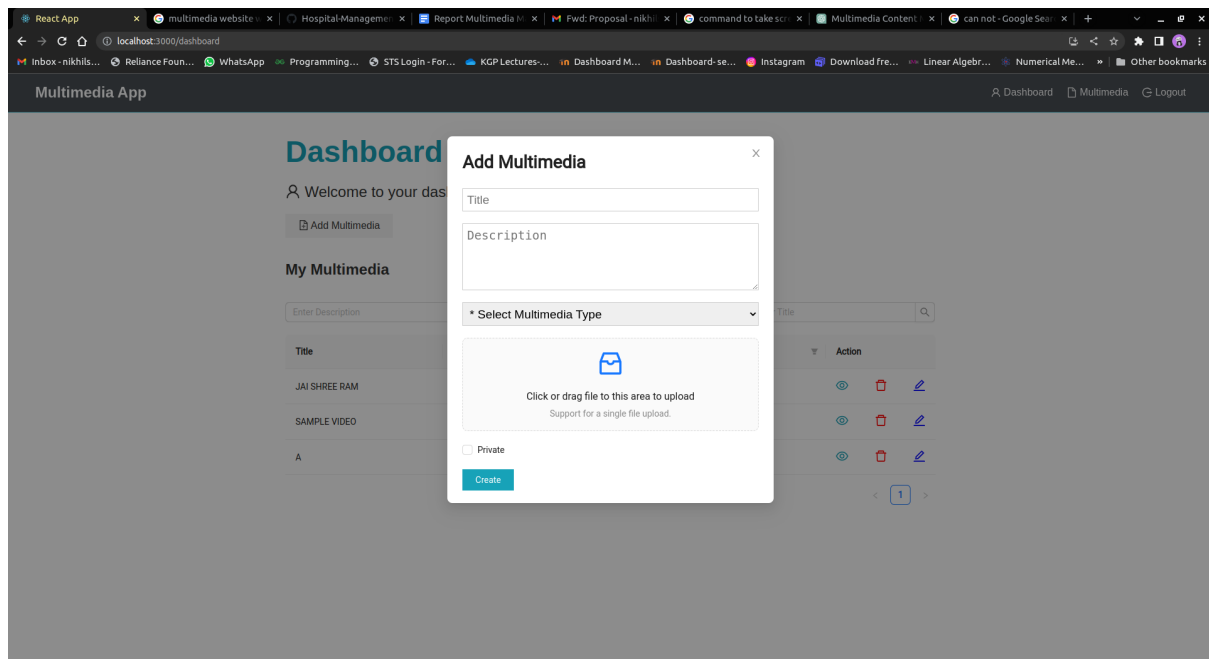 React App
multimedia website w
Hospital-Managemen
Report Multimedia M
Fwd: Proposal - nikhil
command to take scre
Multimedia Content
can not - Google Sear
localhost:3000/dashboard
Inbox - nikhils... Reliance Foun... WhatsApp Programming... STS Login - For... KGP Lectures-... Dashboard M... Dashboard - se... Instagram Download fre... Linear Algebr... Numerical Me... » Other bookmarks
Multimedia App
Dashboard Multimedia Logout
Dashboard
Welcome to your das
Add Multimedia
My Multimedia
Enter Description
Title
Title
Action
JAI SHREE RAM
SAMPLE VIDEO
A
1
Add Multimedia
Title
Description
* Select Multimedia Type
Click or drag file to this area to upload
Support for a single file upload.
Private
Create